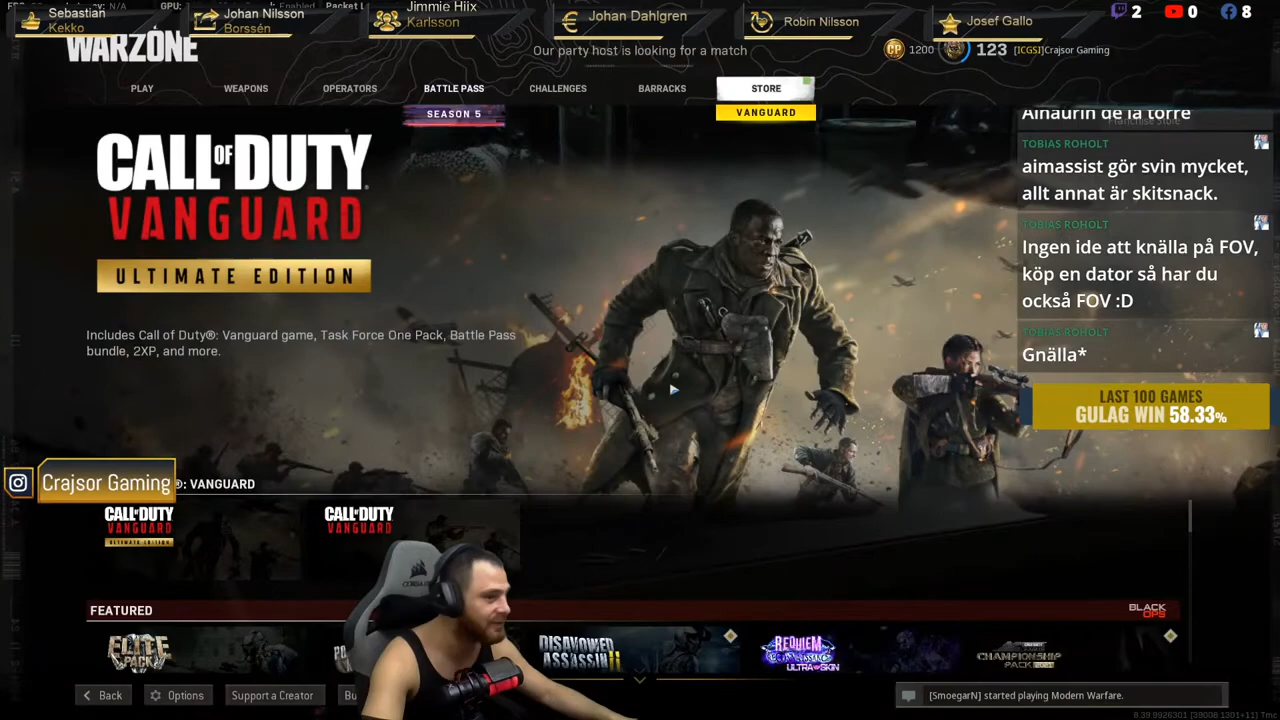 Sebastian
Kekko
Johan Nilsson
Borssén
Jimmie Hiix
Karlsson
Johan Dahlgren
Robin Nilsson
Josef Gallo
2
0
8
WARZONE
Our party host is looking for a match
CP 1200
123 [ICGS]Crajsor Gaming
PLAY
WEAPONS
OPERATORS
BATTLE PASS
CHALLENGES
BARRACKS
STORE
SEASON 5
VANGUARD
CALL OF DUTY
VANGUARD
ULTIMATE EDITION
Includes Call of Duty®: Vanguard game, Task Force One Pack, Battle Pass
bundle, 2XP, and more.
Franchise Store
TOBIAS ROHOLT
aimassist gör svin mycket,
allt annat är skitsnack.
TOBIAS ROHOLT
Ingen ide att knälla på FOV,
köp en dator så har du
också FOV :D
TOBIAS ROHOLT
Gnälla*
LAST 100 GAMES
GULAG WIN 58.33%
Crajsor Gaming
®: VANGUARD
CALL OF DUTY
VANGUARD
ULTIMATE EDITION
CALL OF DUTY
VANGUARD
CORSAIR
FEATURED
BLACK
OPS
ELITE
PACK
DISAVOWED
ASSASSIN II
REQUIEM
ULTRA SKIN
CHAMPIONSHIP
Back
Options
Support a Creator
[SmoegarN] started playing Modern Warfare.